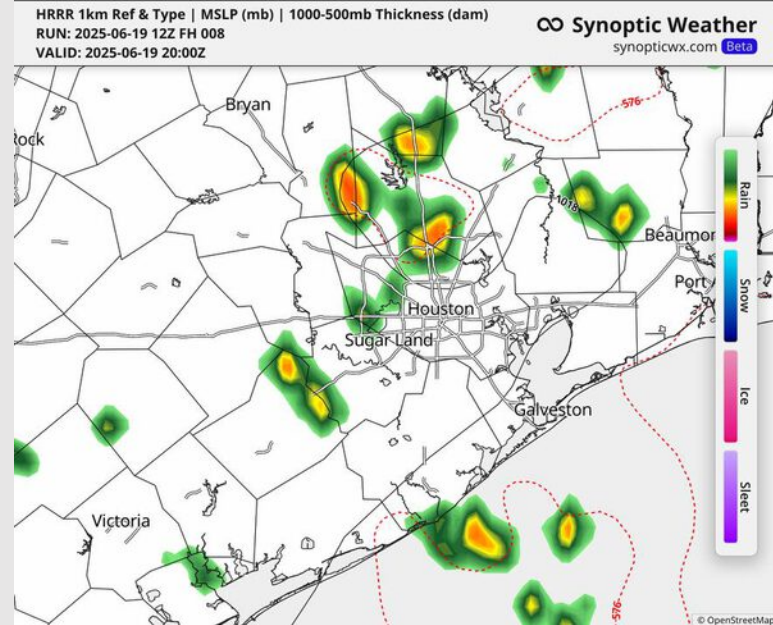 HRRR 1km Ref & Type | MSLP (mb) | 1000-500mb Thickness (dam)
RUN: 2025-06-19 12Z FH 008
VALID: 2025-06-19 20:00Z
Synoptic Weather
synopticwx.com Beta
576
Bryan
Rock
Rain
1018
Beaumon
Port
Snow
Houston
Sugar Land
Ice
Galveston
Sleet
Victoria
576
© OpenStreetMap